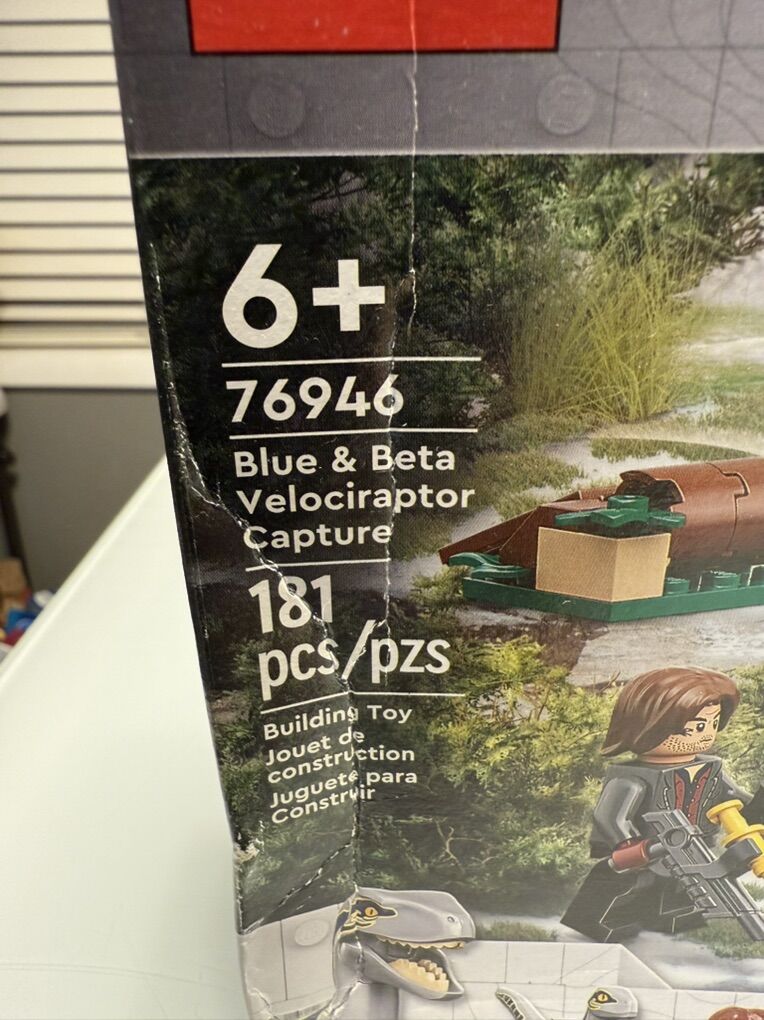 6+
76946
Blue & Beta
Velociraptor
Capture
181
pcs/pzs
Building Toy
Jouet de
construction
Juguete para
Construir